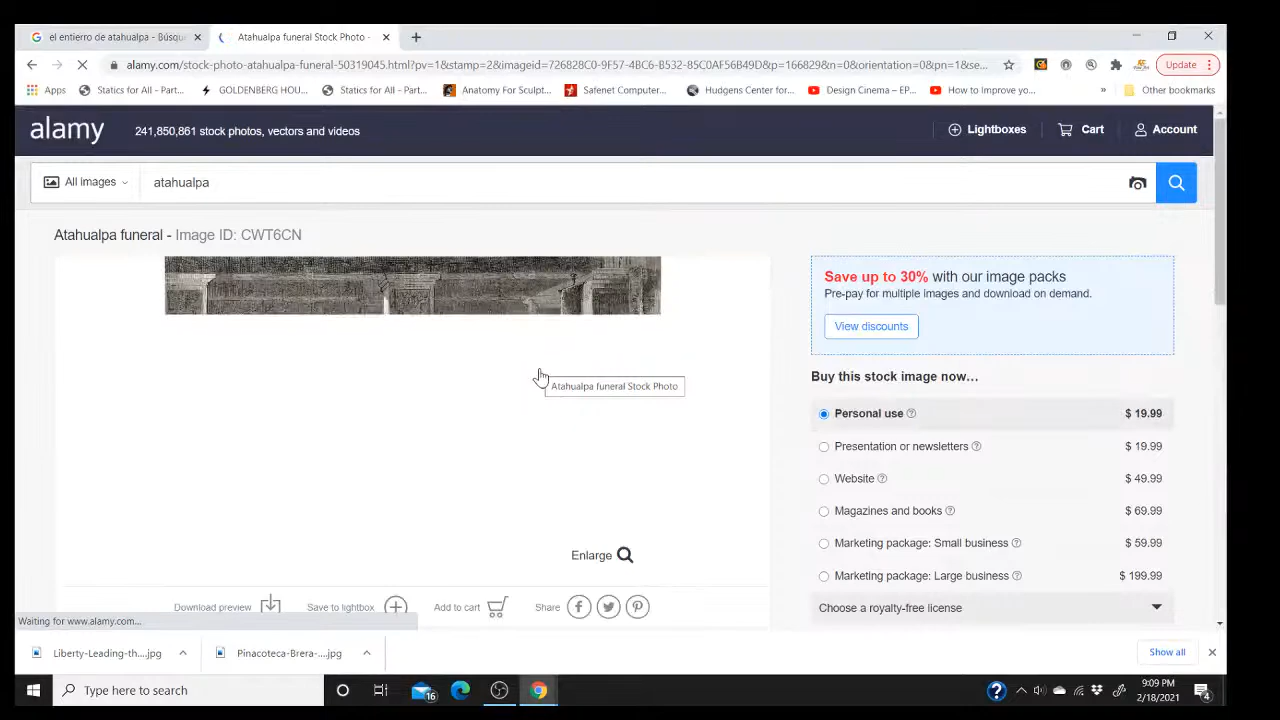 el entierro de atahualpa - Búsqu
Atahualpa funeral Stock Photo -
alamy.com/stock-photo-atahualpa-funeral-50319045.html?pv=1&stamp=2&imageid=726828C0-9F57-4BC6-B532-85C0AF56B49D&p=166829&n=0&orientation=0&pn=1&se...
Update
Apps
Statics for All - Part...
GOLDENBERG HOU...
Statics for All - Part...
Anatomy For Sculpt...
Safenet Computer...
Hudgens Center for...
Design Cinema – EP...
How to Improve yo...
»
Other bookmarks
alamy
241,850,861 stock photos, vectors and videos
Lightboxes
Cart
Account
All images
atahualpa
Atahualpa funeral - Image ID: CWT6CN
Atahualpa funeral Stock Photo
Enlarge
Download preview
Save to lightbox
Add to cart
Share
Save up to 30% with our image packs
Pre-pay for multiple images and download on demand.
View discounts
Buy this stock image now...
Personal use $ 19.99
Presentation or newsletters $ 19.99
Website $ 49.99
Magazines and books $ 69.99
Marketing package: Small business $ 59.99
Marketing package: Large business $ 199.99
Choose a royalty-free license
Waiting for www.alamy.com...
Liberty-Leading-th....jpg
Pinacoteca-Brera-....jpg
Show all
Type here to search
16
9:09 PM
2/18/2021
4